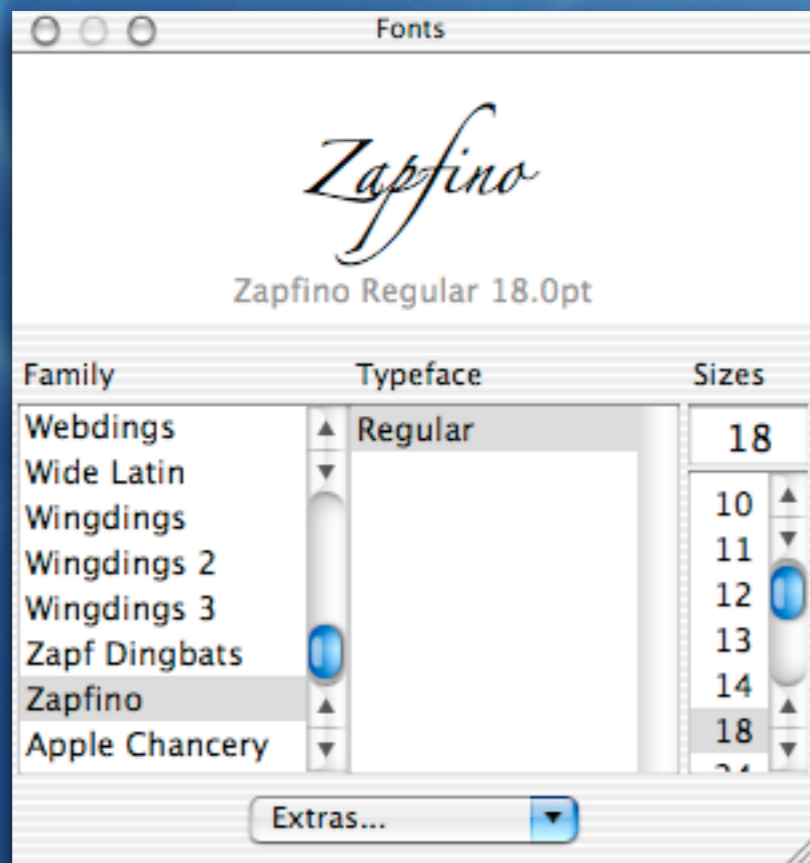 Fonts
Zapfino
Zapfino Regular 18.0pt
Family Typeface Sizes
Webdings Regular 18
Wide Latin
Wingdings 10
Wingdings 2 11
Wingdings 3 12
Zapf Dingbats 13
Zapfino 14
Apple Chancery 18
Extras...